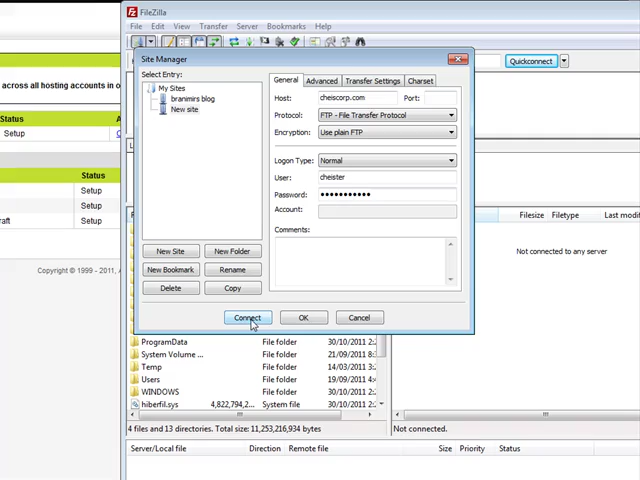 FileZilla
File Edit View Transfer Server Bookmarks Help
Quickconnect
Site Manager
Select Entry:
My Sites
branimirs blog
New site
New Site New Folder
New Bookmark Rename
Delete Copy
General Advanced Transfer Settings Charset
Host: cheiscorp.com Port:
Protocol: FTP - File Transfer Protocol
Encryption: Use plain FTP
Logon Type: Normal
User: cheister
Password: •••••••••••
Account:
Comments:
Connect OK Cancel
across all hosting accounts in o
Status A
Setup
Status
Setup
Setup
raft Setup
Copyright © 1999 - 2011,
Filesize Filetype Last modif
Not connected to any server
ProgramData File folder 30/10/2011 2:
System Volume ... File folder 21/09/2011 8:
Temp File folder 14/03/2011 3:
Users File folder 19/09/2011
WINDOWS File folder 30/10/2011 2:
hiberfil.sys 4,822,794,2... System file 30/10/2011 2:
4 files and 13 directories. Total size: 11,253,216,934 bytes
Not connected.
Server/Local file Direction Remote file Size Priority Status